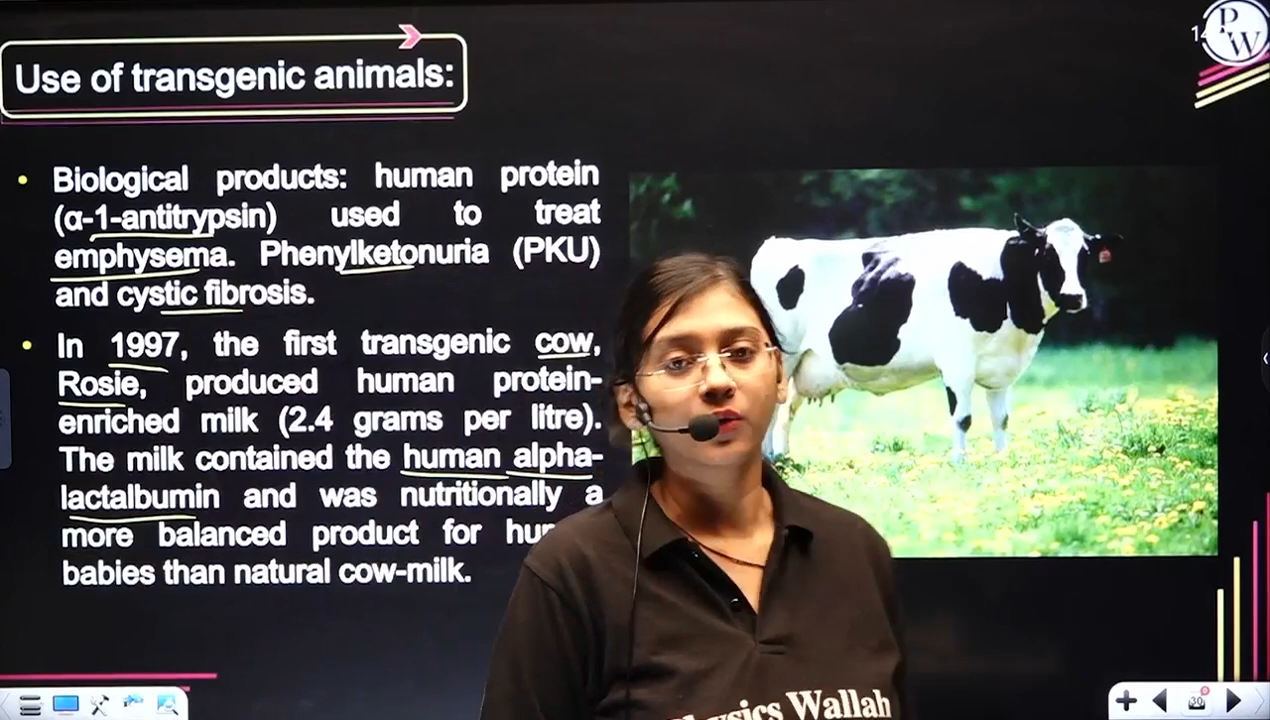 Use of transgenic animals:
Biological products: human protein
(α-1-antitrypsin) used to treat
emphysema. Phenylketonuria (PKU)
and cystic fibrosis.
In 1997, the first transgenic cow,
Rosie, produced human protein-
enriched milk (2.4 grams per litre).
The milk contained the human alpha-
lactalbumin and was nutritionally a
more balanced product for
babies than natural cow-milk.
PW
Wallah
30